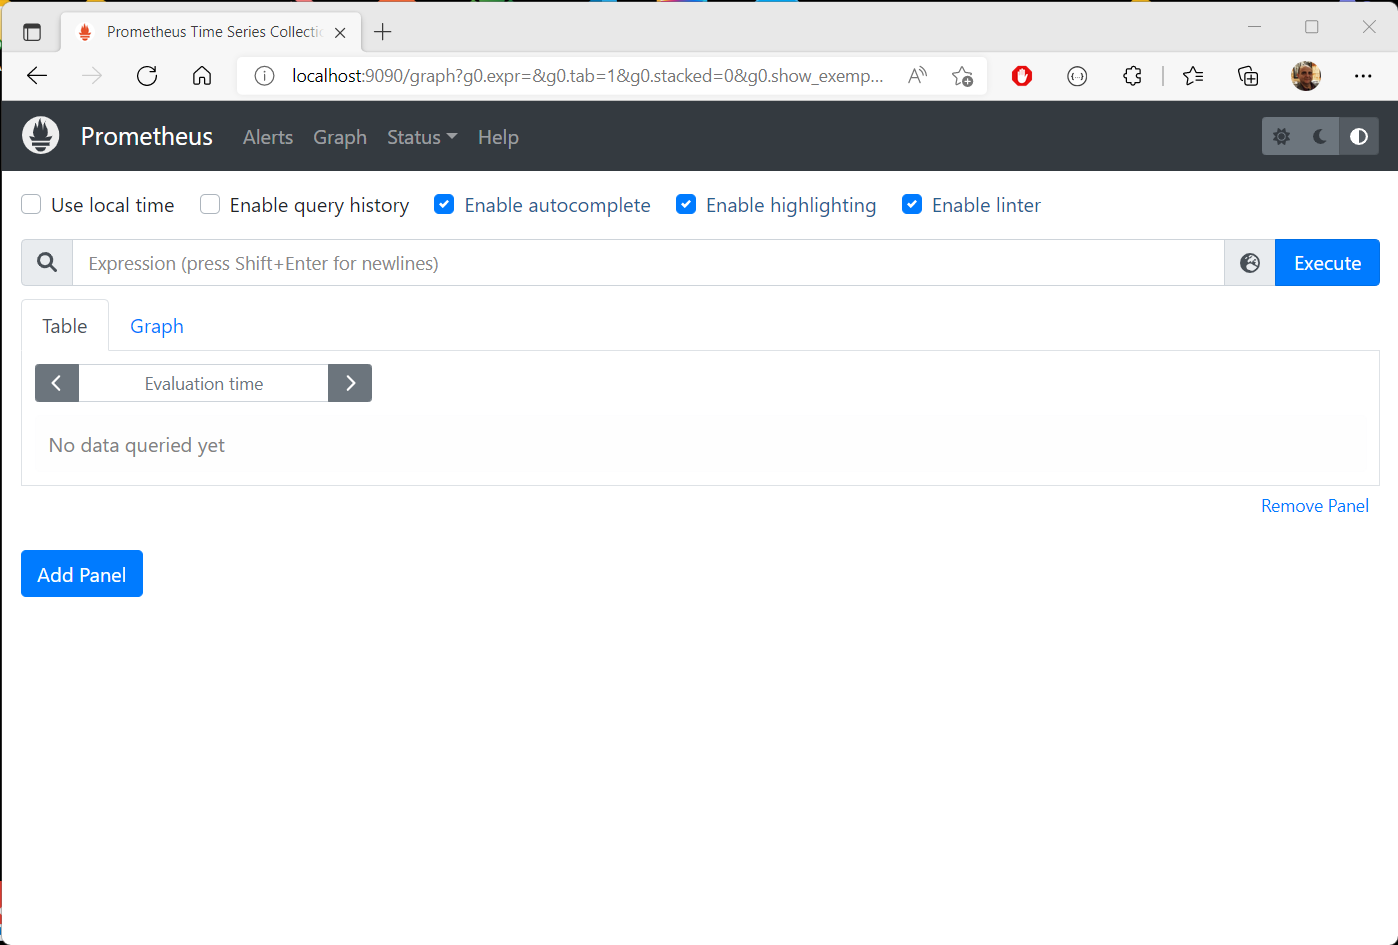 Prometheus Time Series Collectio
localhost:9090/graph?g0.expr=&g0.tab=1&g0.stacked=0&g0.show_exemp...
Prometheus Alerts Graph Status Help
Use local time Enable query history Enable autocomplete Enable highlighting Enable linter
Expression (press Shift+Enter for newlines) Execute
Table Graph
Evaluation time
No data queried yet
Remove Panel
Add Panel